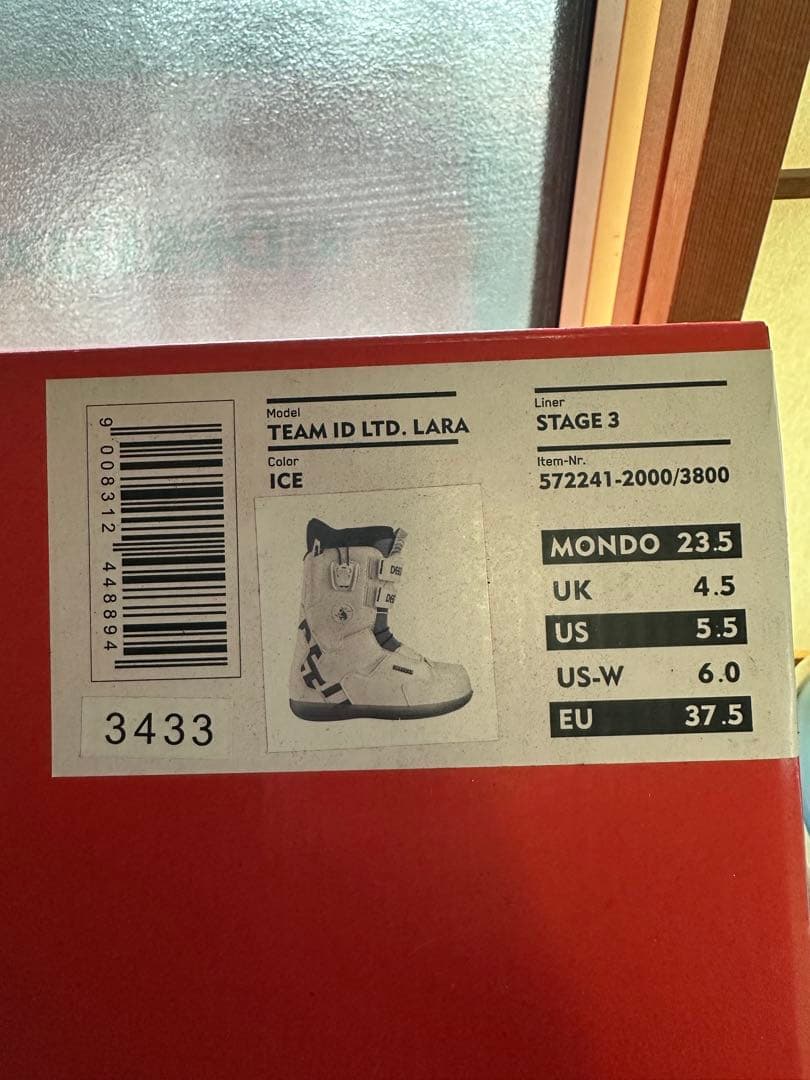 9 008312 448894
3433
Model
TEAM ID LTD. LARA
Color
ICE
Liner
STAGE 3
Item-Nr.
572241-2000/3800
MONDO 23.5
UK 4.5
US 5.5
US-W 6.0
EU 37.5